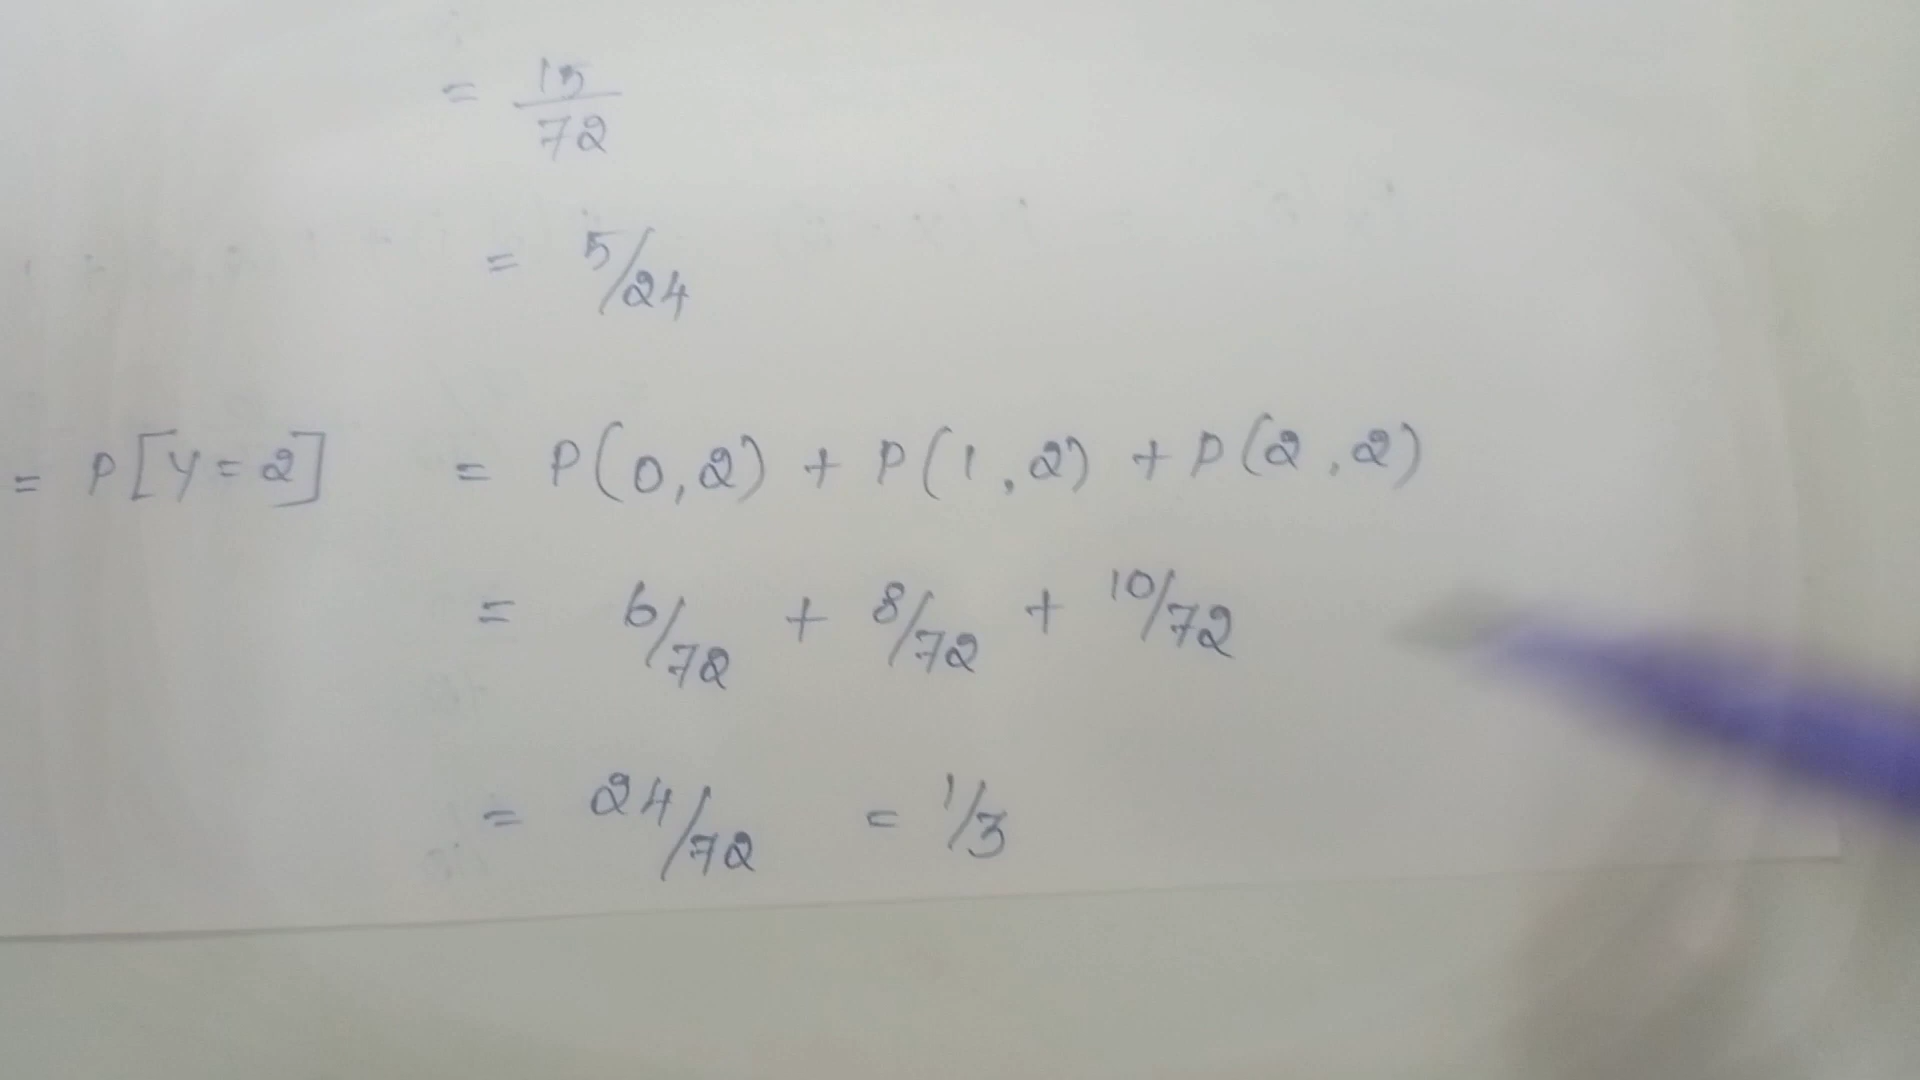 = 15/72
= 5/24
= P[Y=2] = P(0,2) + P(1,2) + P(2,2)
= 6/72 + 8/72 + 10/72
= 24/72 = 1/3